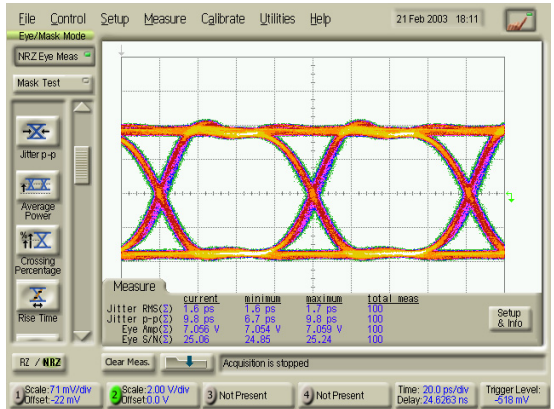 File Control Setup Measure Calibrate Utilities Help 21 Feb 2003 18:11
Eye/Mask Mode
NRZ Eye Meas
Mask Test
Jitter p-p
Average
Power
Crossing
Percentage
Rise Time
Measure
current minimum maximum total meas
Jitter RMS(Σ) 1.6 ps 1.6 ps 1.7 ps 100
Jitter p-p(Σ) 9.8 ps 6.7 ps 9.8 ps 100
Eye Amp(Σ) 7.056 V 7.054 V 7.059 V 100
Eye S/N(Σ) 25.06 24.85 25.24 100
Setup
& Info
RZ / NRZ
Clear Meas.
Acquisition is stopped
1 Scale:71 mV/div
Offset:-22 mV
2 Scale:2.00 V/div
Offset:0.0 V
3 Not Present
4 Not Present
Time: 20.0 ps/div
Delay:24.6263 ns
Trigger Level:
-518 mV